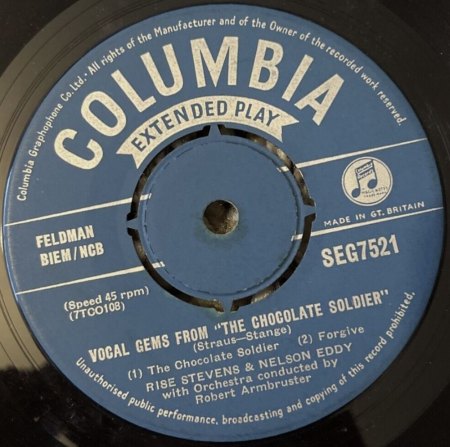 Columbia Graphophone Co. Ltd.- All rights of the Manufacturer and of the Owner of the recorded work reserved.
COLUMBIA
EXTENDED PLAY
FELDMAN
BIEM/NCB
MADE IN GT. BRITAIN
SEG7521
(Speed 45 rpm)
(7TCO108)
VOCAL GEMS FROM "THE CHOCOLATE SOLDIER"
(Straus—Stange)
(1) The Chocolate Soldier (2) Forgive
RISE STEVENS & NELSON EDDY
with Orchestra conducted by
Robert Armbruster
Unauthorised public performance, broadcasting and copying of this record prohibited.